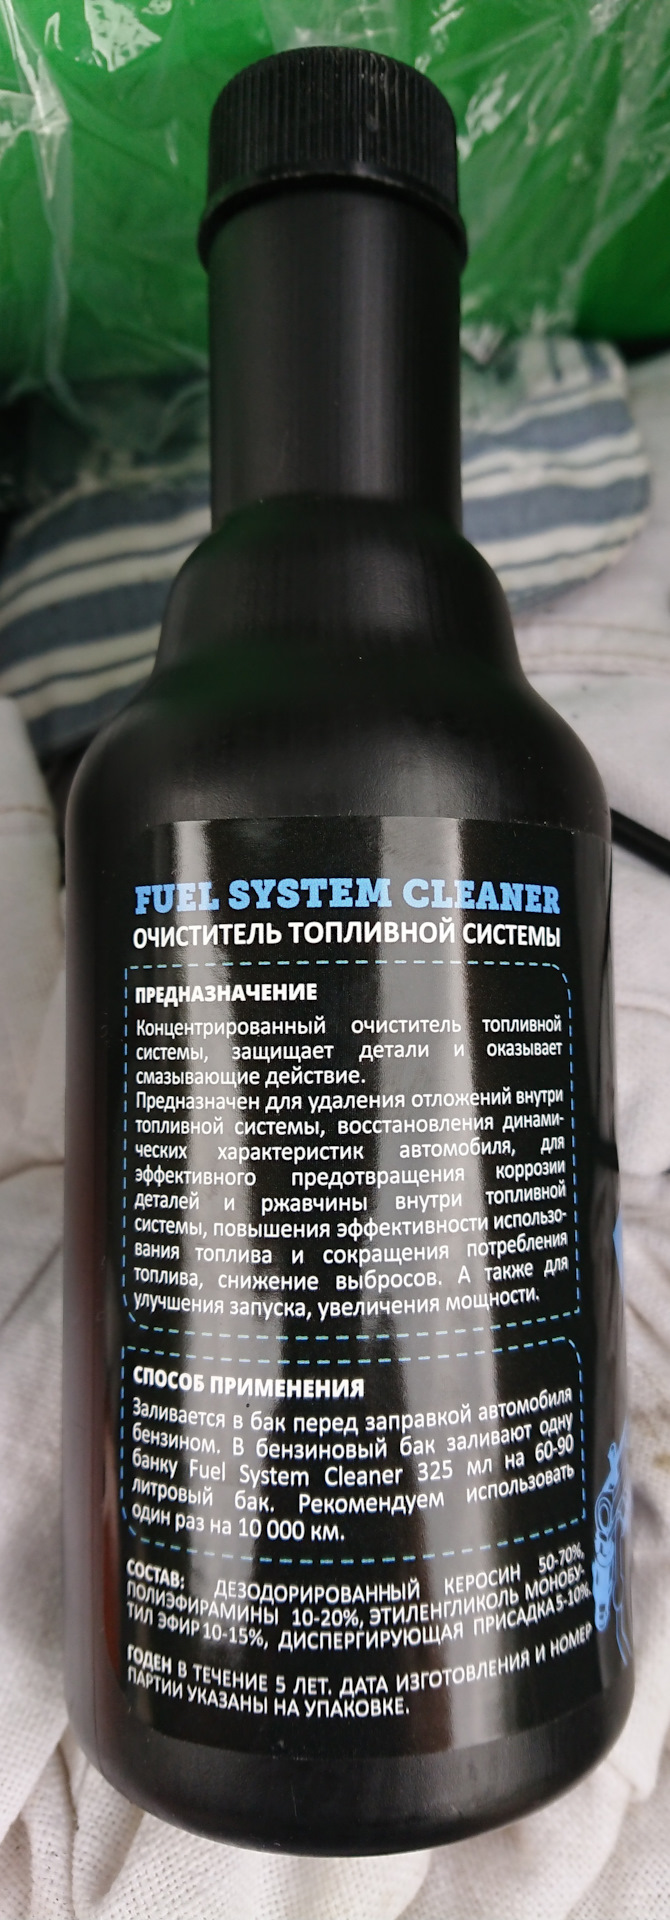 FUEL SYSTEM CLEANER
ОЧИСТИТЕЛЬ ТОПЛИВНОЙ СИСТЕМЫ
ПРЕДНАЗНАЧЕНИЕ
Концентрированный очиститель топливной
системы, защищает детали и оказывает
смазывающие действие.
Предназначен для удаления отложений внутри
топливной системы, восстановления динами-
ческих характеристик автомобиля, для
эффективного предотвращения коррозии
деталей и ржавчины внутри топливной
системы, повышения эффективности использо-
вания топлива и сокращения потребления
топлива, снижение выбросов. А также для
улучшения запуска, увеличения мощности.
СПОСОБ ПРИМЕНЕНИЯ
Заливается в бак перед заправкой автомобиля
бензином. В бензиновый бак заливают одну
банку Fuel System Cleaner 325 мл на 60-90
литровый бак. Рекомендуем использовать
один раз на 10 000 км.
СОСТАВ: ДЕЗОДОРИРОВАННЫЙ КЕРОСИН 50-70%,
ПОЛИЭФИРАМИНЫ 10-20%, ЭТИЛЕНГЛИКОЛЬ МОНОБУ-
ТИЛ ЭФИР 10-15%, ДИСПЕРГИРУЮЩАЯ ПРИСАДКА 5-10%.
ГОДЕН В ТЕЧЕНИЕ 5 ЛЕТ. ДАТА ИЗГОТОВЛЕНИЯ И НОМЕР
ПАРТИИ УКАЗАНЫ НА УПАКОВКЕ.